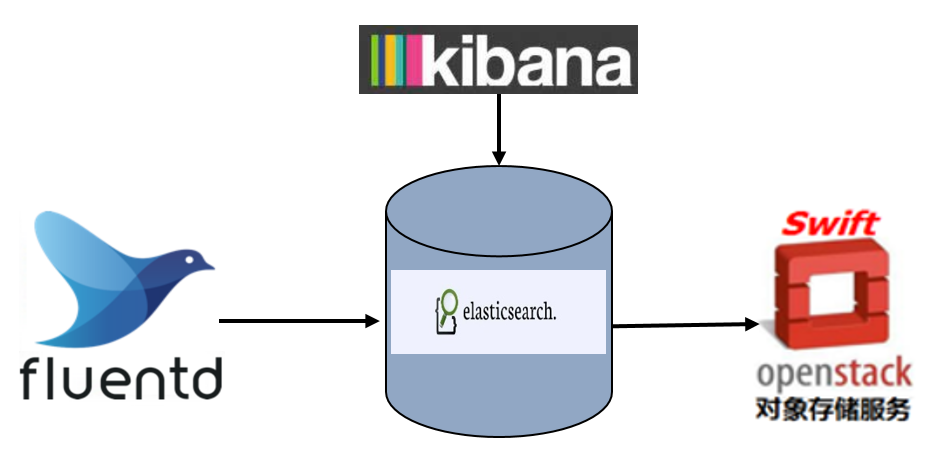 kibana
fluentd
elasticsearch.
Swift
openstack
对象存储服务